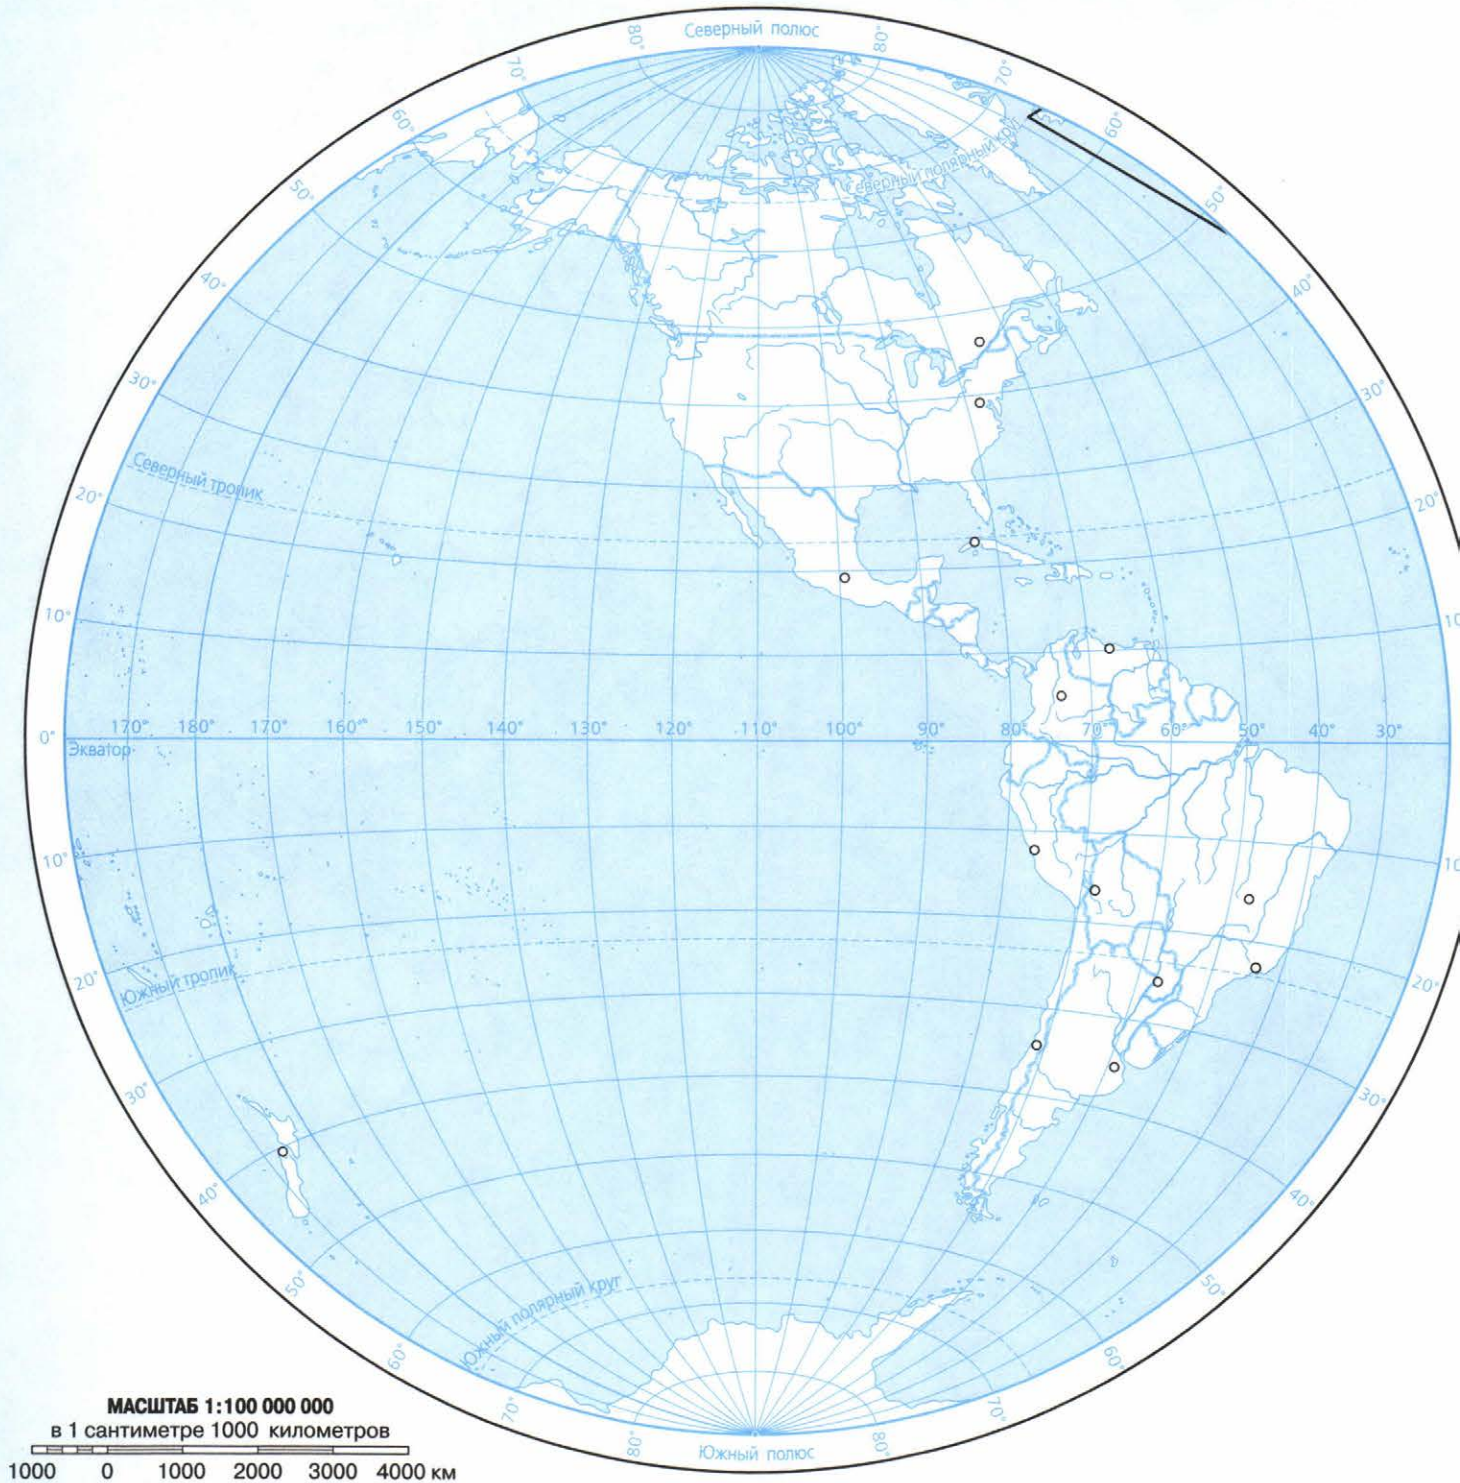 Северный полюс
80° 80°
70° 70°
60° 60°
50° 50°
40° 40°
30° 30°
20° 20°
10° 10
Северный полярный круг
Северный тропик
170° 180° 170° 160° 150° 140° 130° 120° 110° 100° 90° 80° 70° 60° 50° 40° 30°
0° Экватор
10° 10
20° 20°
Южный тропик
30° 30°
40° 40°
50° 50°
Южный полярный круг
60° 60°
70° 70°
80° 80°
Южный полюс
МАСШТАБ 1:100 000 000
в 1 сантиметре 1000 километров
1000 0 1000 2000 3000 4000 км